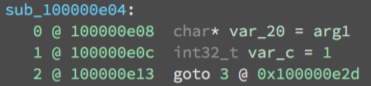 sub_100000e04:
0 @ 100000e08 char* var_20 = arg1
1 @ 100000e0c int32_t var_c = 1
2 @ 100000e13 goto 3 @ 0x100000e2d